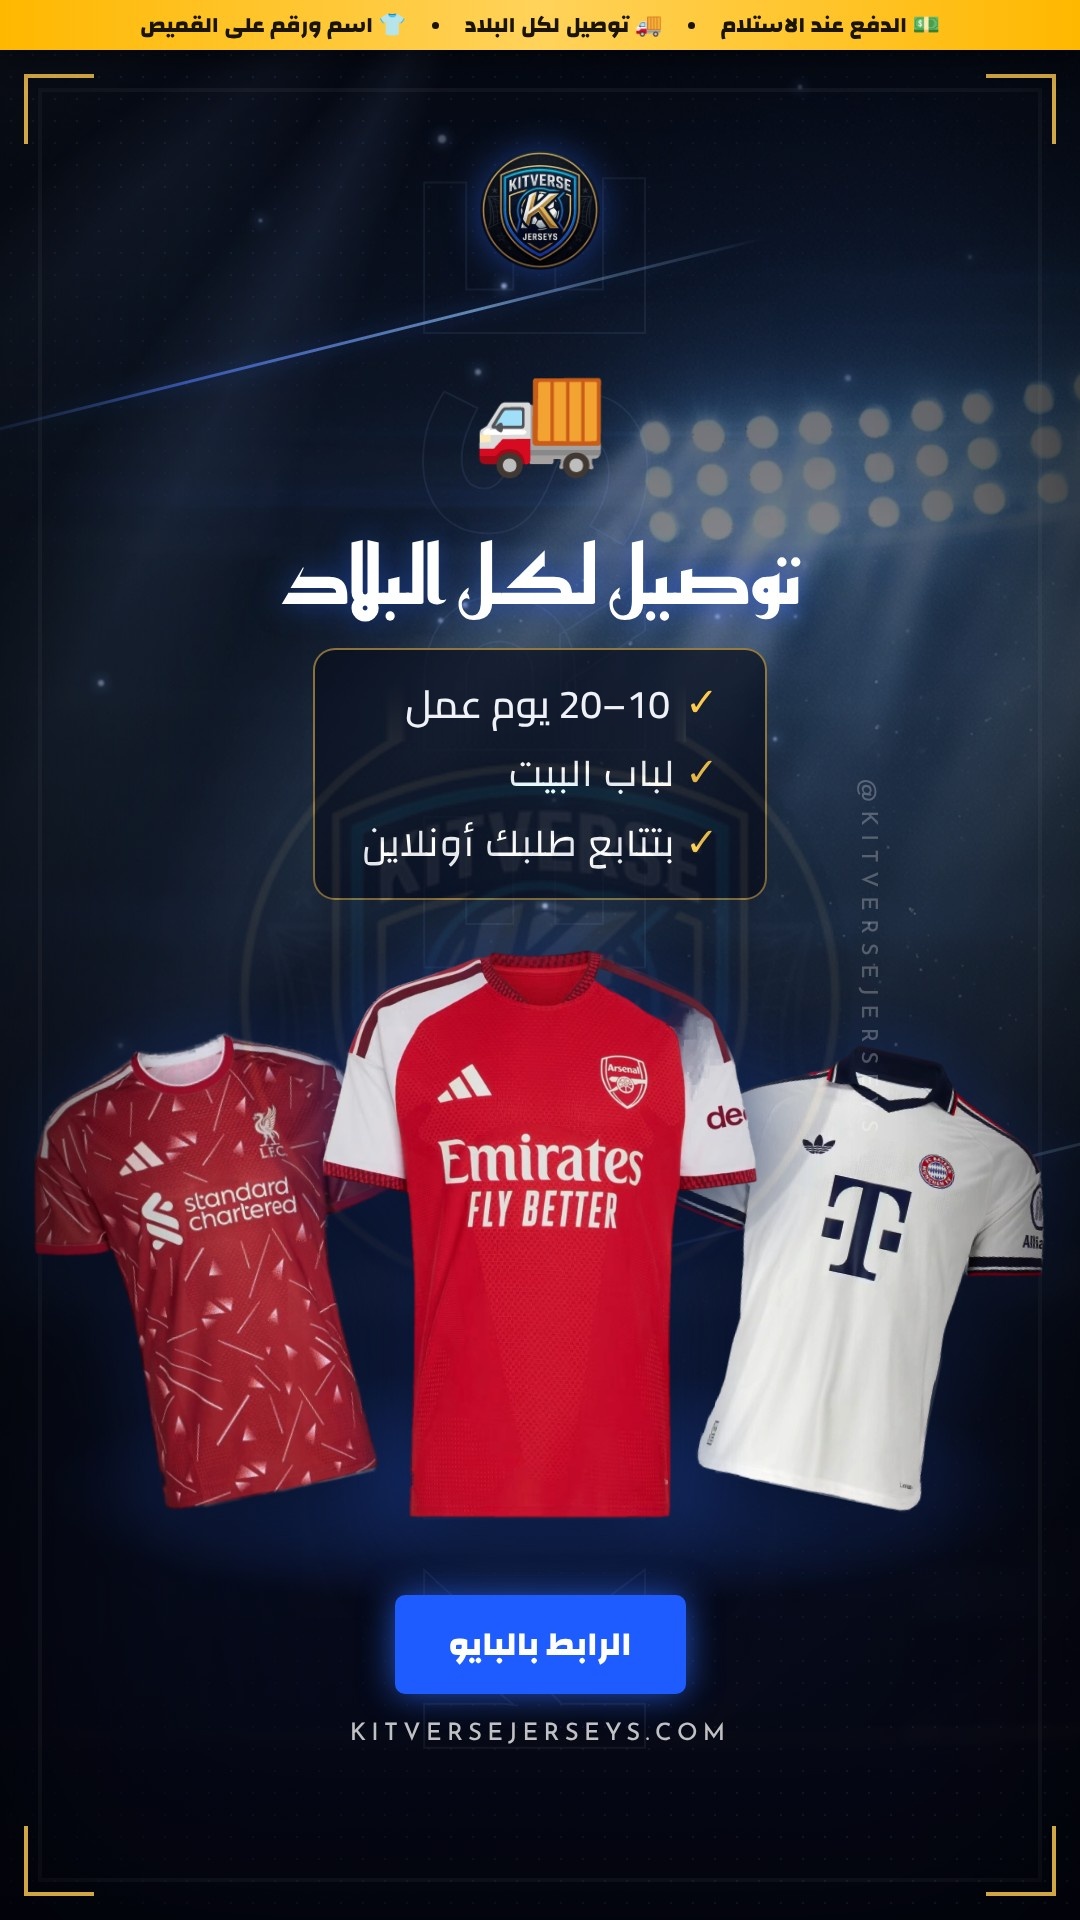 💵 الدفع عند الاستلام • 🚚 توصيل لكل البلاد • 👕 اسم ورقم على القميص
KITVERSE
K
JERSEYS
توصيل لكل البلاد
✓ 10–20 يوم عمل
✓ لباب البيت
✓ بتتابع طلبك أونلاين
KITVERSE
@KITVERSEJERSEYS
Arsenal
Emirates
FLY BETTER
L.F.C.
standard
chartered
T
الرابط بالبايو
KITVERSEJERSEYS.COM